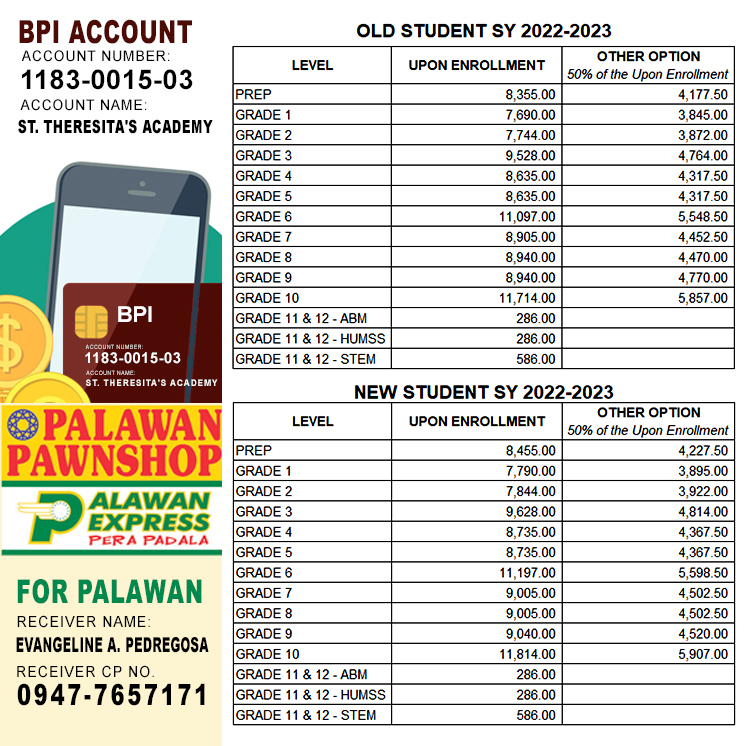 BPI ACCOUNT
ACCOUNT NUMBER:
1183-0015-03
ACCOUNT NAME:
ST. THERESITA'S ACADEMY
BPI
ACCOUNT NUMBER:
1183-0015-03
ACCOUNT NAME:
ST. THERESITA'S ACADEMY
PALAWAN
PAWNSHOP
PALAWAN
EXPRESS
PERA PADALA
FOR PALAWAN
RECEIVER NAME:
EVANGELINE A. PEDREGOSA
RECEIVER CP NO.
0947-7657171
OLD STUDENT SY 2022-2023
LEVEL UPON ENROLLMENT OTHER OPTION
50% of the Upon Enrollment
PREP 8,355.00 4,177.50
GRADE 1 7,690.00 3,845.00
GRADE 2 7,744.00 3,872.00
GRADE 3 9,528.00 4,764.00
GRADE 4 8,635.00 4,317.50
GRADE 5 8,635.00 4,317.50
GRADE 6 11,097.00 5,548.50
GRADE 7 8,905.00 4,452.50
GRADE 8 8,940.00 4,470.00
GRADE 9 8,940.00 4,770.00
GRADE 10 11,714.00 5,857.00
GRADE 11 & 12 - ABM 286.00
GRADE 11 & 12 - HUMSS 286.00
GRADE 11 & 12 - STEM 586.00
NEW STUDENT SY 2022-2023
LEVEL UPON ENROLLMENT OTHER OPTION
50% of the Upon Enrollment
PREP 8,455.00 4,227.50
GRADE 1 7,790.00 3,895.00
GRADE 2 7,844.00 3,922.00
GRADE 3 9,628.00 4,814.00
GRADE 4 8,735.00 4,367.50
GRADE 5 8,735.00 4,367.50
GRADE 6 11,197.00 5,598.50
GRADE 7 9,005.00 4,502.50
GRADE 8 9,005.00 4,502.50
GRADE 9 9,040.00 4,520.00
GRADE 10 11,814.00 5,907.00
GRADE 11 & 12 - ABM 286.00
GRADE 11 & 12 - HUMSS 286.00
GRADE 11 & 12 - STEM 586.00